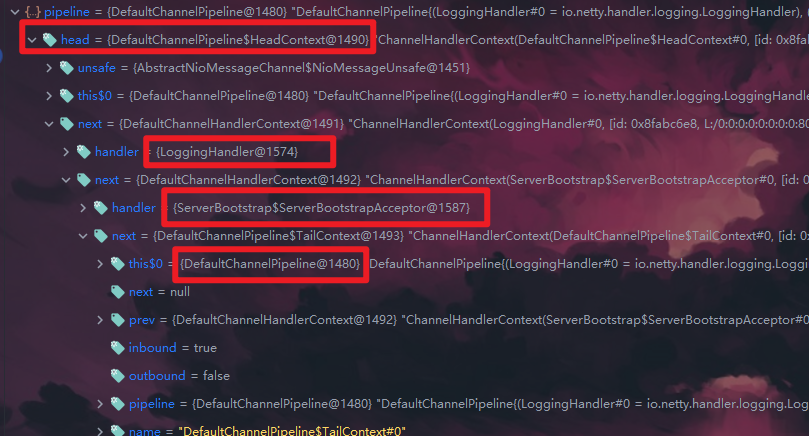 {..} pipeline = {DefaultChannelPipeline@1480} "DefaultChannelPipeline{(LoggingHandler#0 = io.netty.handler.logging.LoggingHandler), (
head = {DefaultChannelPipeline$HeadContext@1490} "ChannelHandlerContext(DefaultChannelPipeline$HeadContext#0, [id: 0x8fab
unsafe = {AbstractNioMessageChannel$NioMessageUnsafe@1451}
this$0 = {DefaultChannelPipeline@1480} "DefaultChannelPipeline{(LoggingHandler#0 = io.netty.handler.logging.LoggingHandl
next = {DefaultChannelHandlerContext@1491} "ChannelHandlerContext(LoggingHandler#0, [id: 0x8fabc6e8, L:/0:0:0:0:0:0:0:0:80
handler = {LoggingHandler@1574}
next = {DefaultChannelHandlerContext@1492} "ChannelHandlerContext(ServerBootstrap$ServerBootstrapAcceptor#0, [id:
handler = {ServerBootstrap$ServerBootstrapAcceptor@1587}
next = {DefaultChannelPipeline$TailContext@1493} "ChannelHandlerContext(DefaultChannelPipeline$TailContext#0, [id: 0
this$0 = {DefaultChannelPipeline@1480} "DefaultChannelPipeline{(LoggingHandler#0 = io.netty.handler.logging.Loggin
next = null
prev = {DefaultChannelHandlerContext@1492} "ChannelHandlerContext(ServerBootstrap$ServerBootstrapAcceptor#0
inbound = true
outbound = false
pipeline = {DefaultChannelPipeline@1480} "DefaultChannelPipeline{(LoggingHandler#0 = io.netty.handler.logging.Logg
name = "DefaultChannelPipeline$TailContext#0"